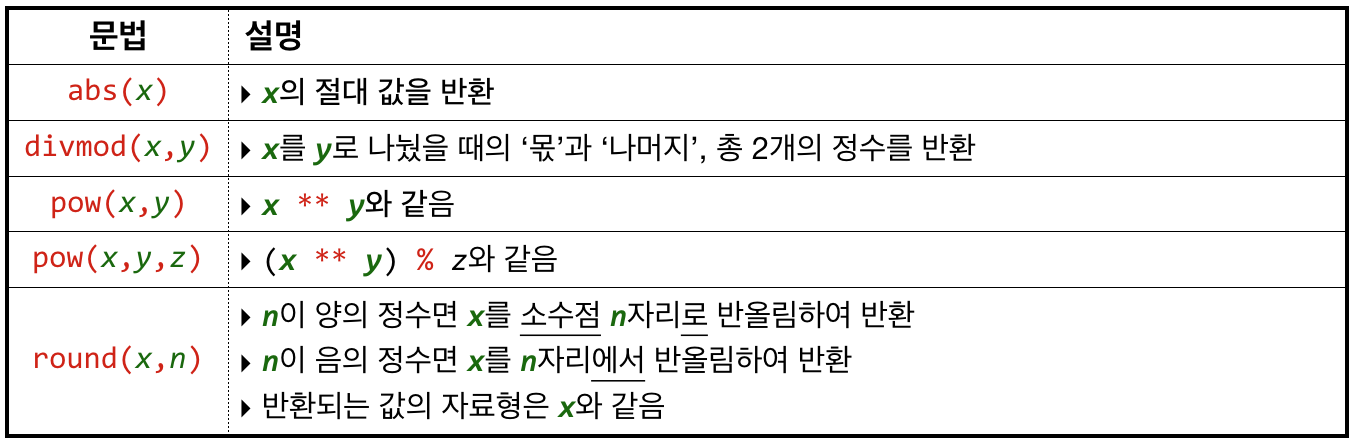 문법 설명
abs(x) ▶ x의 절대 값을 반환
divmod(x,y) ▶ x를 y로 나눴을 때의 ‘몫’과 ‘나머지’, 총 2개의 정수를 반환
pow(x,y) ▶ x ** y와 같음
pow(x,y,z) ▶ (x ** y) % z와 같음
round(x,n) ▶ n이 양의 정수면 x를 소수점 n자리로 반올림하여 반환
▶ n이 음의 정수면 x를 n자리에서 반올림하여 반환
▶ 반환되는 값의 자료형은 x와 같음